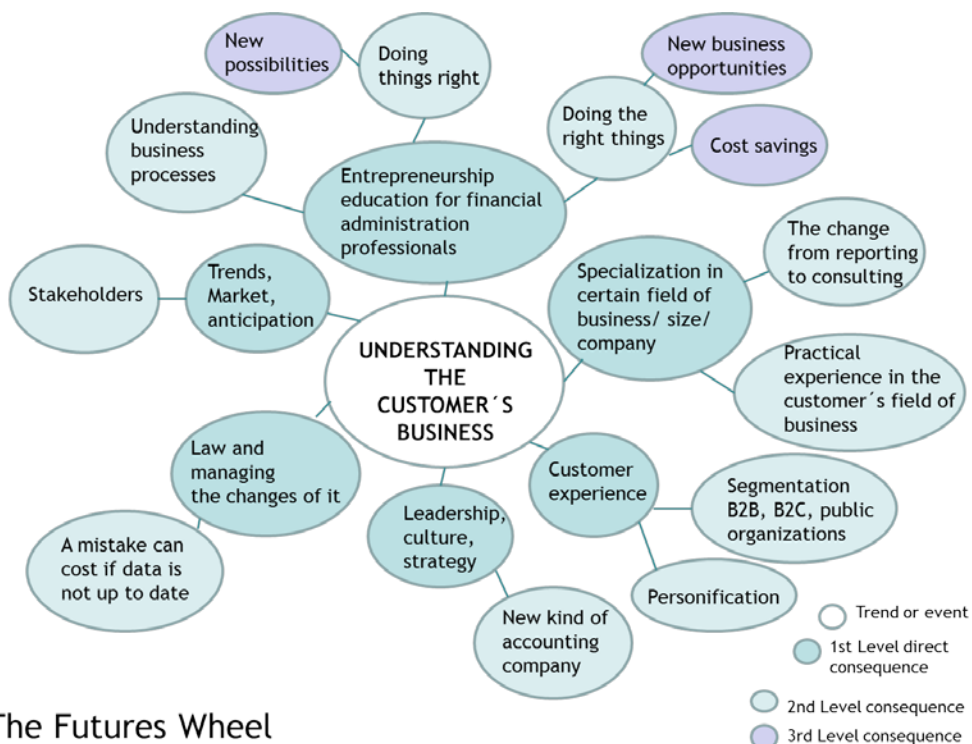 New
possibilities
Doing
things right
New business
opportunities
Doing the
right things
Cost savings
Understanding
business
processes
Entrepreneurship
education for financial
administration
professionals
The change
from reporting
to consulting
Specialization in
certain field of
business/ size/
company
Stakeholders
Trends,
Market,
anticipation
UNDERSTANDING
THE
CUSTOMER´S
BUSINESS
Practical
experience in the
customer´s field of
business
Law and
managing
the changes of it
Customer
experience
Segmentation
B2B, B2C, public
organizations
Leadership,
culture,
strategy
A mistake can
cost if data is
not up to date
Personification
New kind of
accounting
company
Trend or event
1st Level direct
consequence
2nd Level consequence
3rd Level consequence
The Futures Wheel